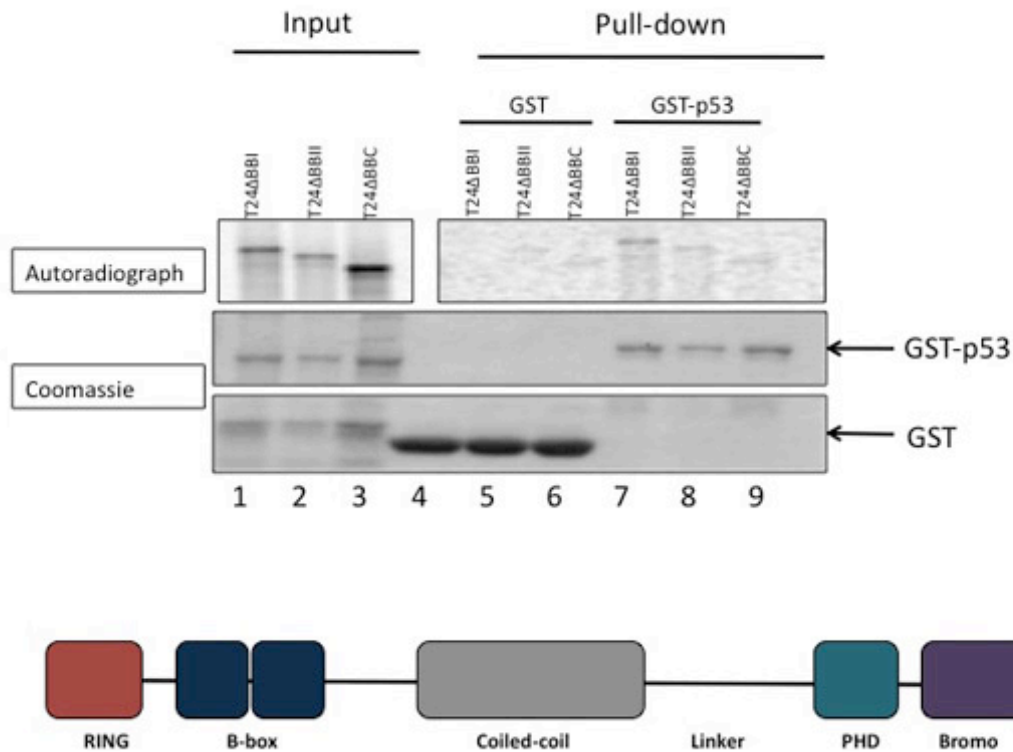 Input Pull-down
GST GST-p53
T24ΔBBI T24ΔBBII T24ΔBBC T24ΔBBI T24ΔBBII T24ΔBBC T24ΔBBI T24ΔBBII T24ΔBBC
Autoradiograph
GST-p53
Coomassie
GST
1 2 3 4 5 6 7 8 9
RING B-box Coiled-coil Linker PHD Bromo